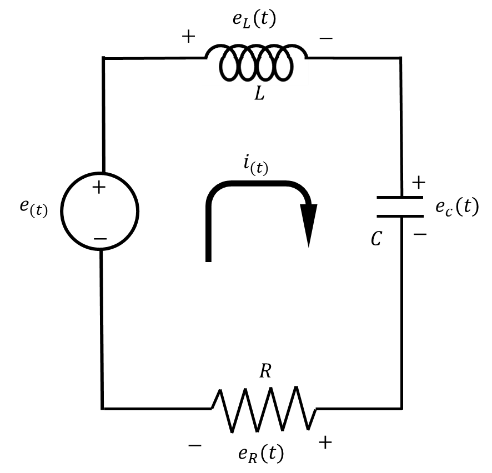 e_L(t)
+ −
L
i_(t)
+
e_(t)
−
+
e_c(t)
C
−
R
− +
e_R(t)